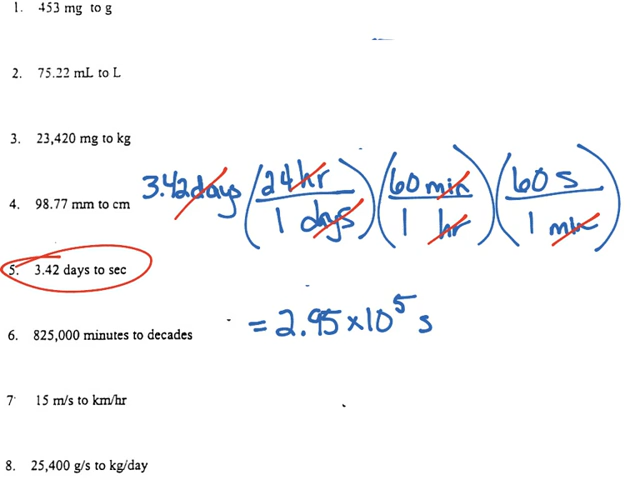 1. 453 mg to g
2. 75.22 mL to L
3. 23,420 mg to kg
4. 98.77 mm to cm
3.42 days (24 hr / 1 days) (60 min / 1 hr) (60 s / 1 min)
5. 3.42 days to sec
= 2.95 x 10^5 s
6. 825,000 minutes to decades
7 15 m/s to km/hr
8. 25,400 g/s to kg/day